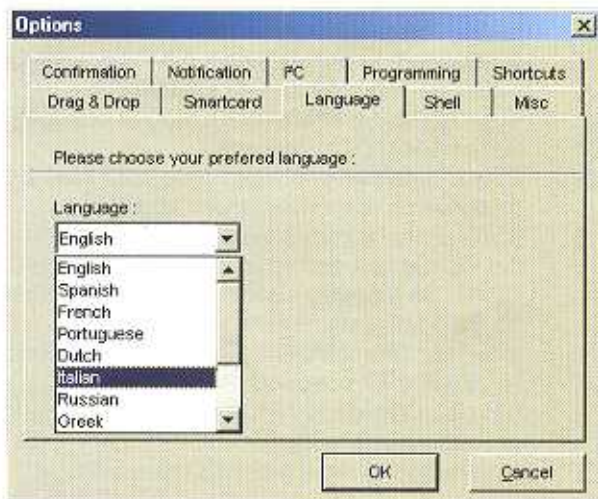 Options
Confirmation Notification I²C Programming Shortcuts
Drag & Drop Smartcard Language Shell Misc
Please choose your prefered language :
Language :
English
English
Spanish
French
Portuguese
Dutch
Italian
Russian
Greek
OK Cancel